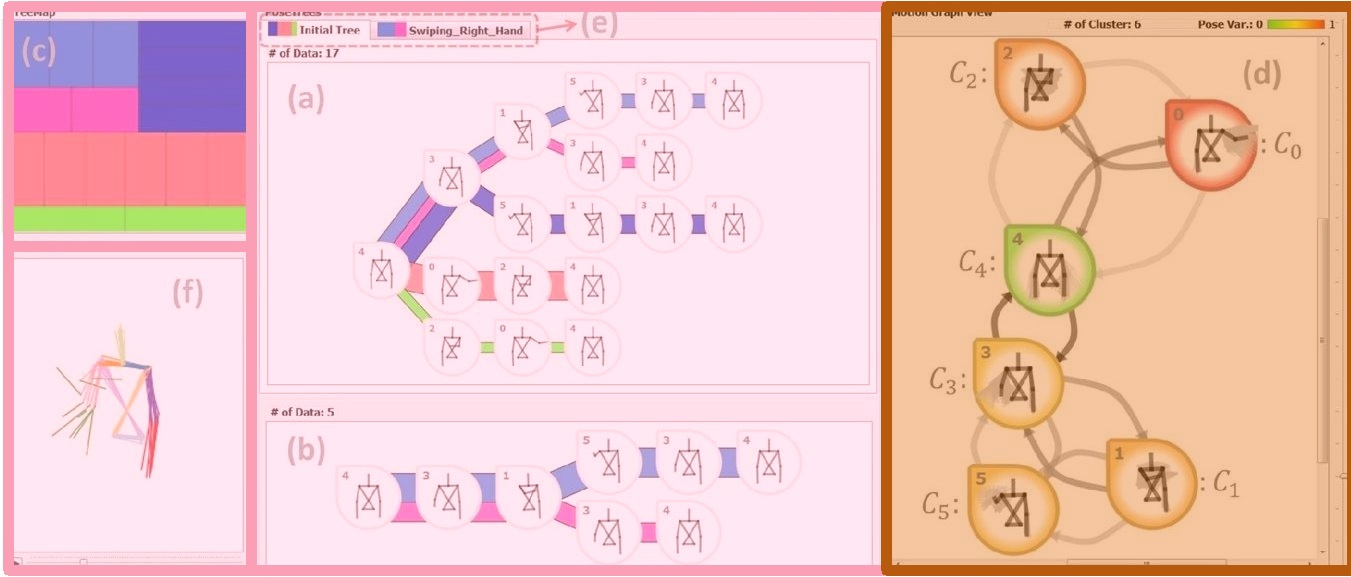 TreeMap
(c)
(f)
PoseTrees
Initial Tree
Swiping_Right_Hand
(e)
# of Data: 17
(a)
4
3
1
5
3
4
3
4
5
1
3
4
0
2
4
2
0
4
# of Data: 5
(b)
4
3
1
5
3
4
3
4
Motion Graph View
# of Cluster: 6
Pose Var.: 0
1
(d)
C2:
2
0
: C0
C4:
4
C3:
3
1
: C1
C5:
5